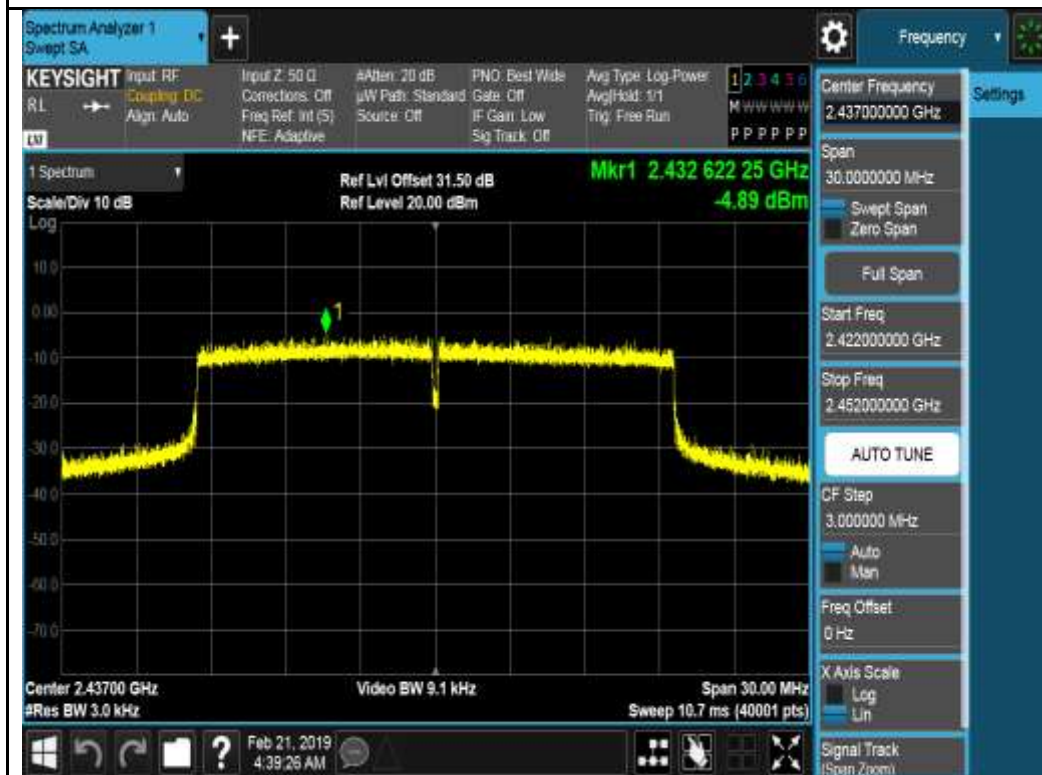 Spectrum Analyzer 1
Swept SA
+
Frequency
KEYSIGHT
RL
Input: RF
Coupling: DC
Align: Auto
Input Z: 50 Ω
Corrections: Off
Freq Ref: Int (S)
NFE: Adaptive
#Atten: 20 dB
µW Path: Standard
Source: Off
PNO: Best Wide
Gate: Off
IF Gain: Low
Sig Track: Off
Avg Type: Log-Power
Avg|Hold: 1/1
Trig: Free Run
1 2 3 4 5 6
M W W W W W
P P P P P P
1 Spectrum
Scale/Div 10 dB
Log
Ref Lvl Offset 31.50 dB
Ref Level 20.00 dBm
Mkr1 2.432 622 25 GHz
-4.89 dBm
10.0
0.00
-10.0
-20.0
-30.0
-40.0
-60.0
-70.0
1
Center 2.43700 GHz
#Res BW 3.0 kHz
Video BW 9.1 kHz
Span 30.00 MHz
Sweep 10.7 ms (40001 pts)
Feb 21, 2019
4:39:26 AM
Center Frequency
2.437000000 GHz
Settings
Span
30.0000000 MHz
Swept Span
Zero Span
Full Span
Start Freq
2.422000000 GHz
Stop Freq
2.452000000 GHz
AUTO TUNE
CF Step
3.000000 MHz
Auto
Man
Freq Offset
0 Hz
X Axis Scale
Log
Lin
Signal Track
(Span Zoom)